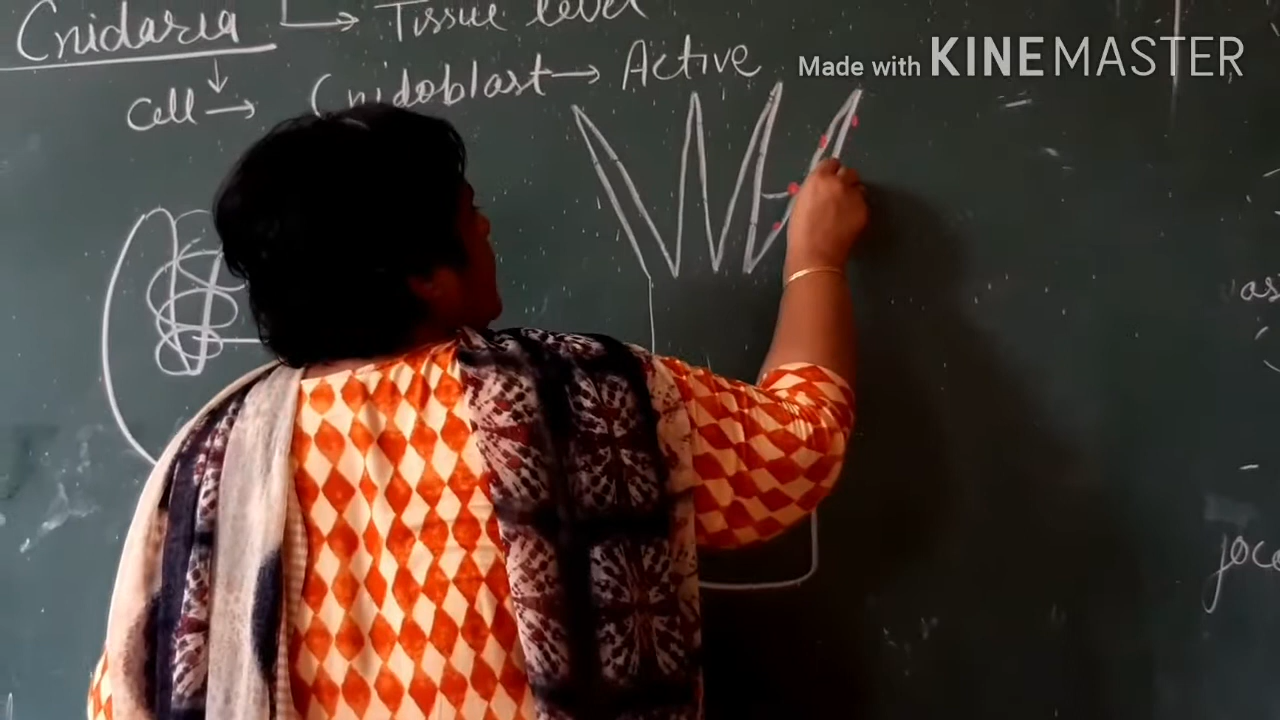 Cnidaria → Tissue level
Cell → Cnidoblast → Active
Made with KINEMASTER